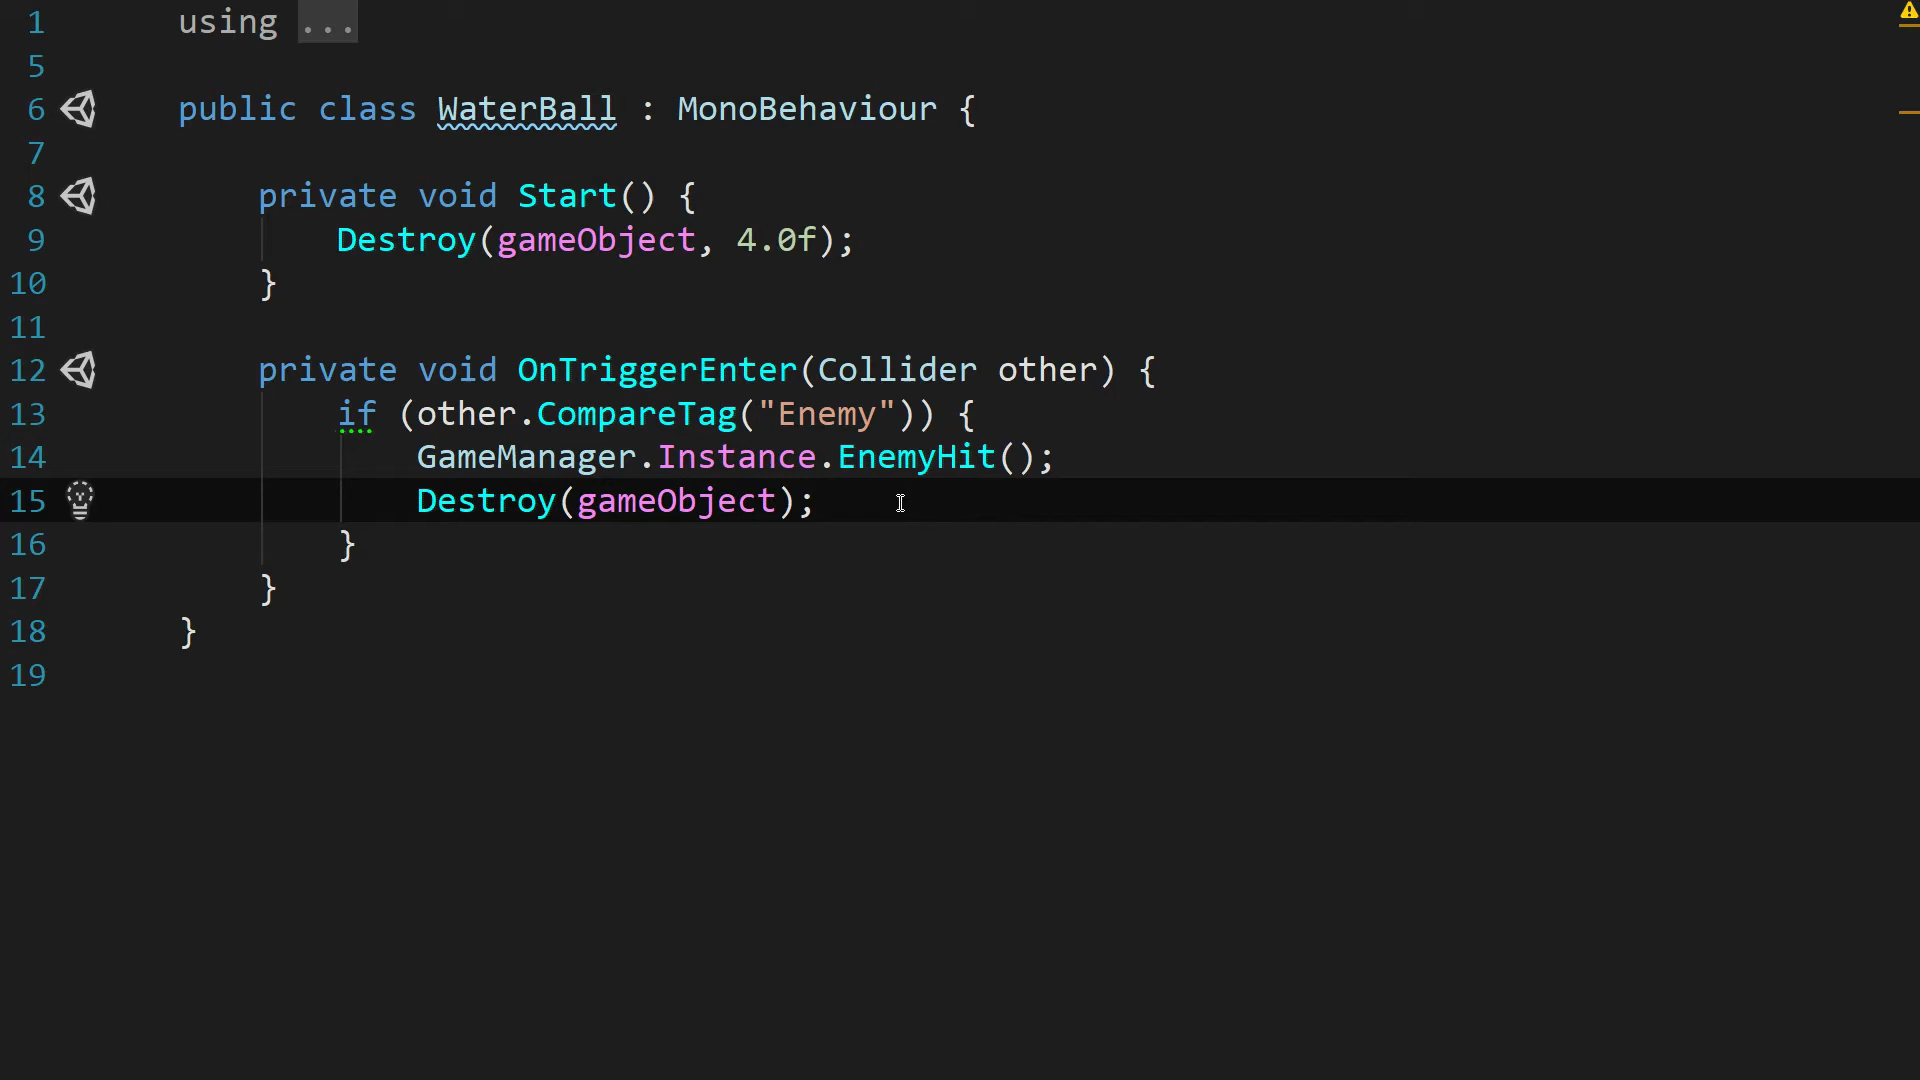 1 using ...
5
6 public class WaterBall : MonoBehaviour {
7
8 private void Start() {
9 Destroy(gameObject, 4.0f);
10 }
11
12 private void OnTriggerEnter(Collider other) {
13 if (other.CompareTag("Enemy")) {
14 GameManager.Instance.EnemyHit();
15 Destroy(gameObject);
16 }
17 }
18 }
19